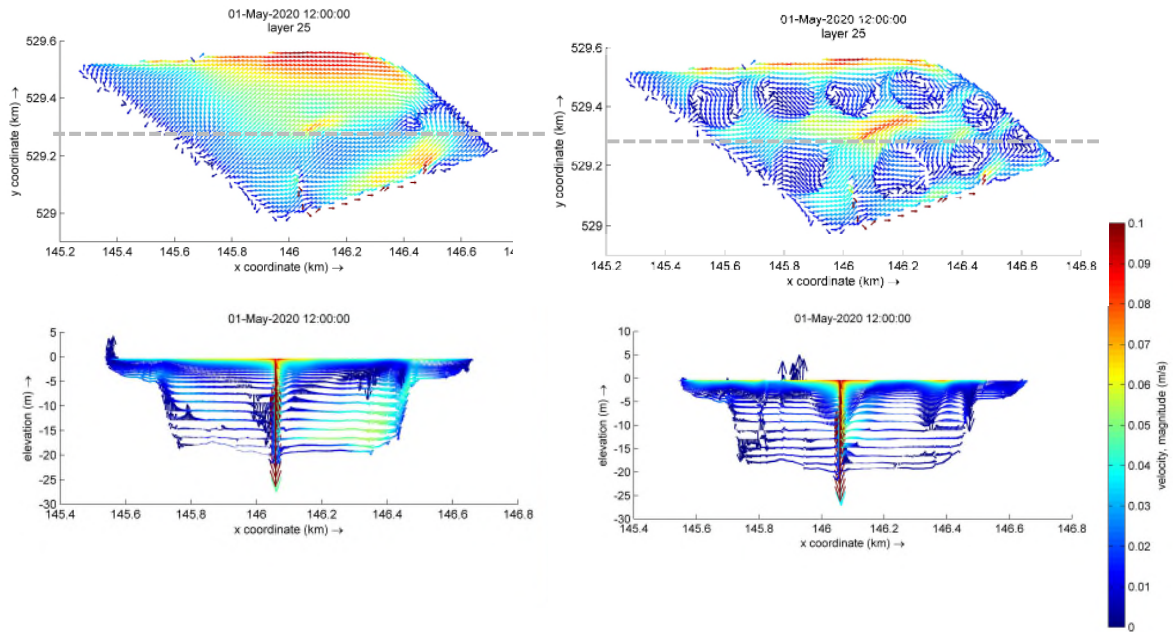 01-May-2020 12:00:00
layer 25
529.6
529.4
529.2
529
y coordinate (km) →
145.2 145.4 145.6 145.8 146 146.2 146.4 146.6
x coordinate (km) →
01-May-2020 12:00:00
layer 25
529.6
529.4
529.2
529
y coordinate (km) →
145.2 145.4 145.6 145.8 146 146.2 146.4 146.6 146.8
x coordinate (km) →
01-May-2020 12:00:00
5
0
-5
-10
-15
-20
-25
-30
elevation (m) →
145.4 145.6 145.8 146 146.2 146.4 146.6 146.8
x coordinate (km) →
01-May-2020 12:00:00
10
5
0
-5
-10
-15
-20
-25
-30
elevation (m) →
145.4 145.6 145.8 146 146.2 146.4 146.6 146.8
x coordinate (km) →
0.1
0.09
0.08
0.07
0.06
0.05
0.04
0.03
0.02
0.01
0
velocity, magnitude (m/s)